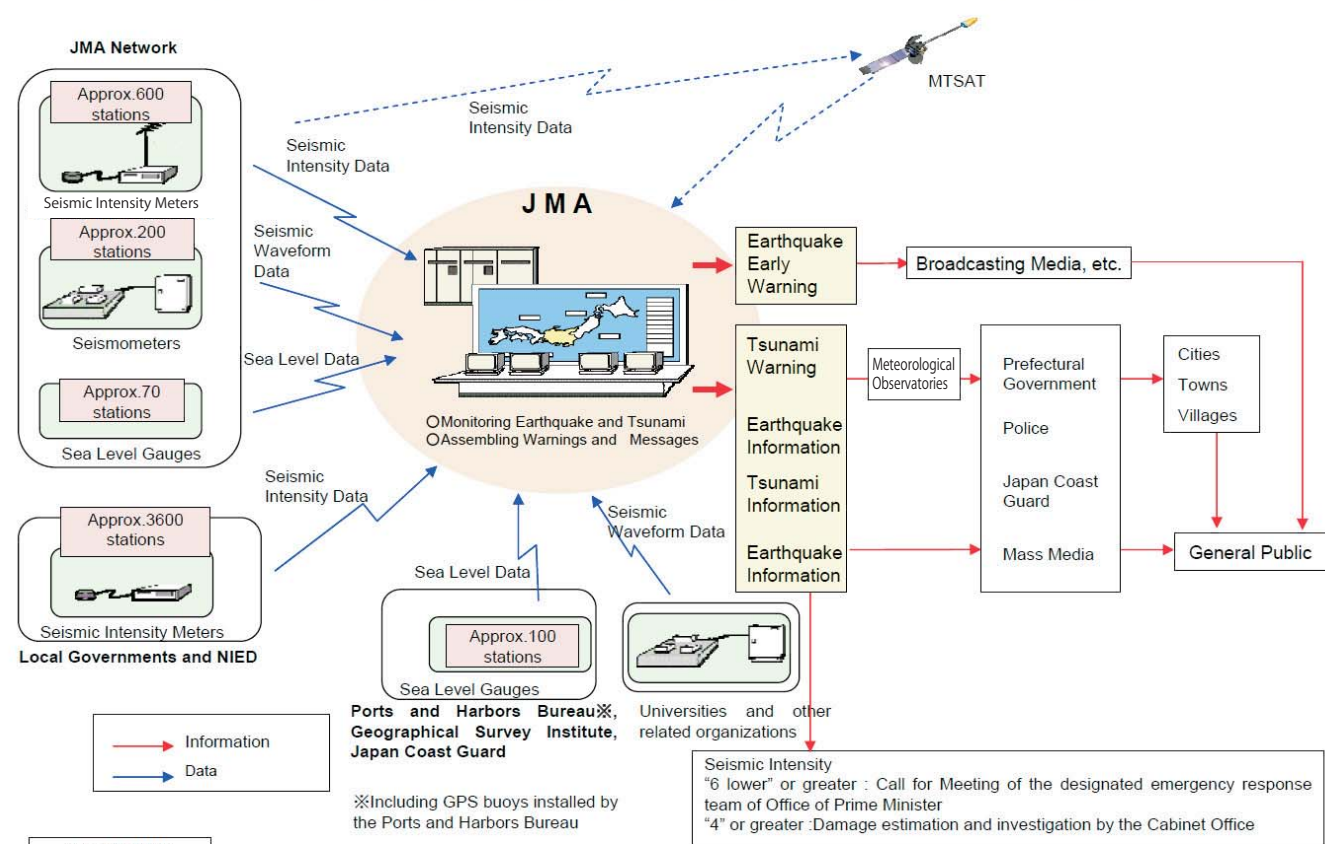 JMA Network
Approx.600
stations
Seismic Intensity Meters
Approx.200
stations
Seismometers
Approx.70
stations
Sea Level Gauges
Approx.3600
stations
Seismic Intensity Meters
Local Governments and NIED
Seismic
Intensity Data
Seismic
Intensity Data
MTSAT
Seismic
Waveform
Data
Sea Level Data
Seismic
Intensity Data
J M A
○Monitoring Earthquake and Tsunami
○Assembling Warnings and Messages
Sea Level Data
Seismic
Waveform Data
Approx.100
stations
Sea Level Gauges
Ports and Harbors Bureau※,
Geographical Survey Institute,
Japan Coast Guard
※Including GPS buoys installed by
the Ports and Harbors Bureau
Universities and other
related organizations
Earthquake
Early
Warning
Broadcasting Media, etc.
Tsunami
Warning
Earthquake
Information
Tsunami
Information
Earthquake
Information
Meteorological
Observatories
Prefectural
Government
Police
Japan Coast
Guard
Mass Media
Cities
Towns
Villages
General Public
Information
Data
Seismic Intensity
“6 lower” or greater : Call for Meeting of the designated emergency response
team of Office of Prime Minister
“4” or greater :Damage estimation and investigation by the Cabinet Office